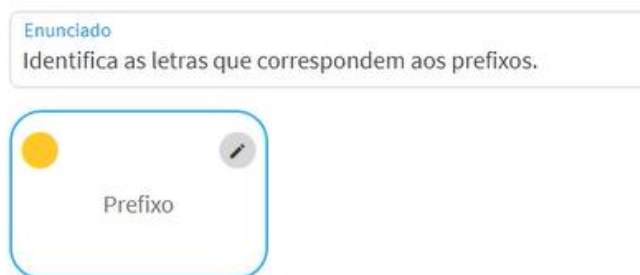 Enunciado
Identifica as letras que correspondem aos prefixos.
Prefixo